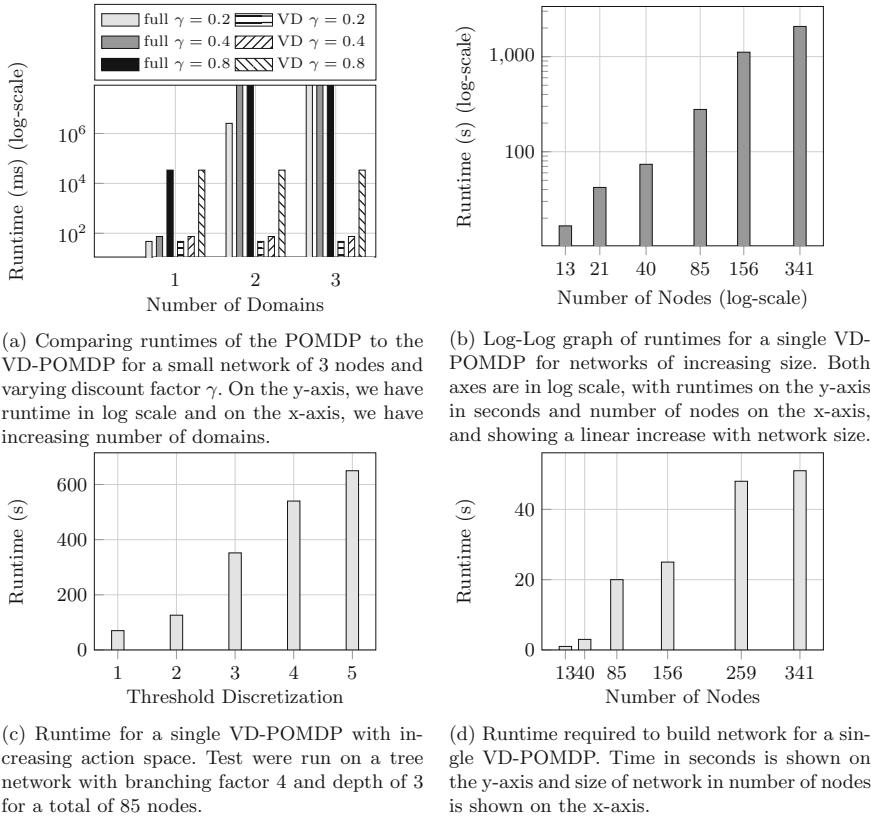 full γ = 0.2 VD γ = 0.2
full γ = 0.4 VD γ = 0.4
full γ = 0.8 VD γ = 0.8
Runtime (ms) (log-scale)
10^6
10^4
10^2
1 2 3
Number of Domains
(a) Comparing runtimes of the POMDP to the
VD-POMDP for a small network of 3 nodes and
varying discount factor γ. On the y-axis, we have
runtime in log scale and on the x-axis, we have
increasing number of domains.
Runtime (s) (log-scale)
1,000
100
13 21 40 85 156 341
Number of Nodes (log-scale)
(b) Log-Log graph of runtimes for a single VD-
POMDP for networks of increasing size. Both
axes are in log scale, with runtimes on the y-axis
in seconds and number of nodes on the x-axis,
and showing a linear increase with network size.
Runtime (s)
600
400
200
0
1 2 3 4 5
Threshold Discretization
(c) Runtime for a single VD-POMDP with in-
creasing action space. Test were run on a tree
network with branching factor 4 and depth of 3
for a total of 85 nodes.
Runtime (s)
40
20
0
13 40 85 156 259 341
Number of Nodes
(d) Runtime required to build network for a sin-
gle VD-POMDP. Time in seconds is shown on
the y-axis and size of network in number of nodes
is shown on the x-axis.